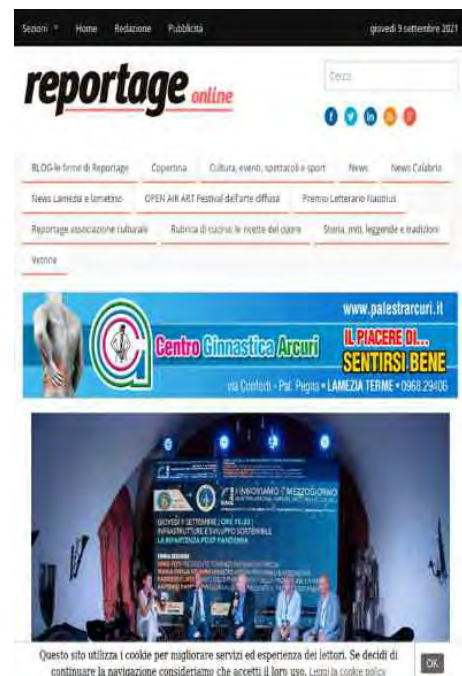 Sezioni Home Redazione Pubblicità giovedì 9 settembre 2021
reportage online
Cerca
BLOG-le firme di Reportage Copertina Cultura, eventi, spettacoli e sport News News Calabria
News Lamezia e lametino OPEN AIR ART Festival dell'arte diffusa Premio Letterario Nautilus
Reportage associazione culturale Rubrica di cucina: le ricette del cuore Storia, miti, leggende e tradizioni
Vetrine
www.palestrarcuri.it
Centro Ginnastica Arcuri
IL PIACERE DI...
SENTIRSI BENE
via Conforti - Pal. Pegna • LAMEZIA TERME • 0968.29406
RINNOVIAMO IL MEZZOGIORNO
GIOVEDÌ 9 SETTEMBRE | ORE
INFRASTRUTTURE E SVILUPPO SOSTENIBILE
LA RIPARTENZA POST PANDEMIA
Questo sito utilizza i cookie per migliorare servizi ed esperienza dei lettori. Se decidi di
continuare la navigazione consideriamo che accetti il loro uso. Leggi la cookie policy
OK